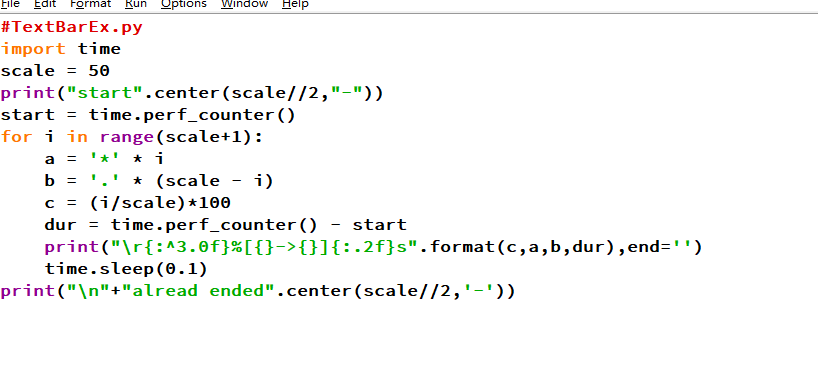 File Edit Format Run Options Window Help
#TextBarEx.py
import time
scale = 50
print("start".center(scale//2,"-"))
start = time.perf_counter()
for i in range(scale+1):
    a = '*' * i
    b = '.' * (scale - i)
    c = (i/scale)*100
    dur = time.perf_counter() - start
    print("\r{:^3.0f}%[{}->{}]{:.2f}s".format(c,a,b,dur),end='')
    time.sleep(0.1)
print("\n"+"alread ended".center(scale//2,'-'))